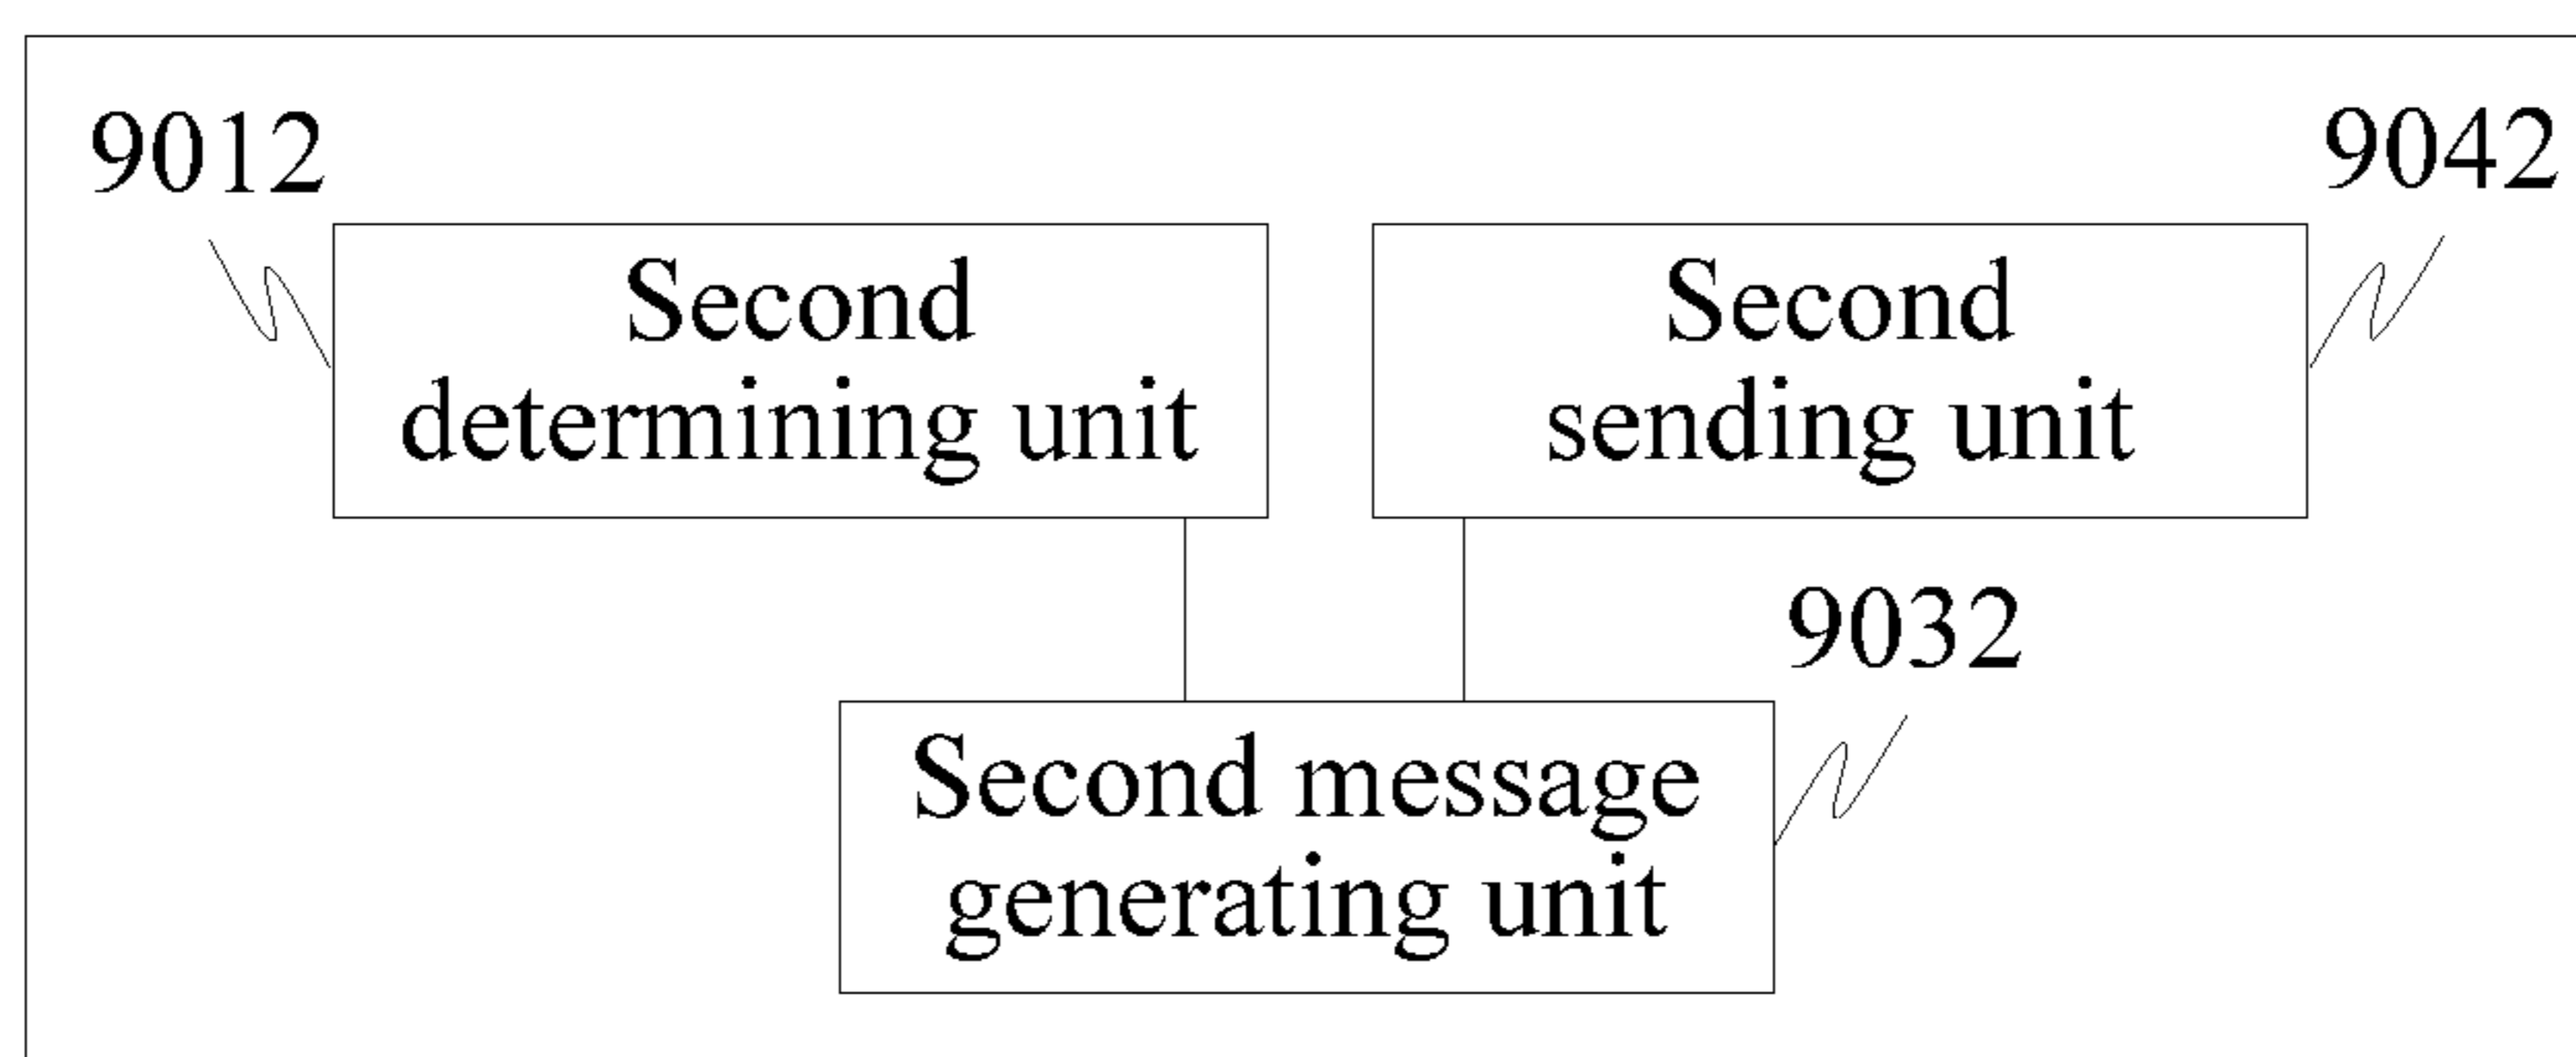 9012
9042
Second
determining unit
Second
sending unit
9032
Second message
generating unit